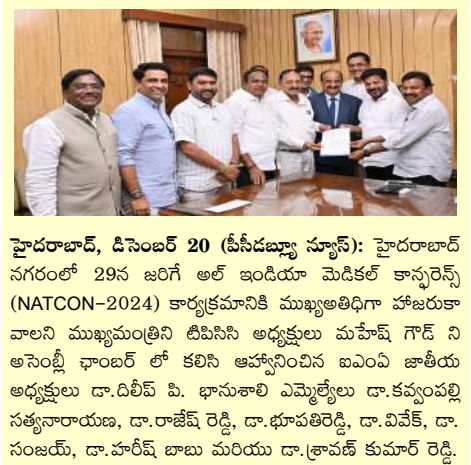 హైదరాబాద్, డిసెంబర్ 20 (పీసీడబ్ల్యూ న్యూస్): హైదరాబాద్
నగరంలో 29న జరిగే అల్ ఇండియా మెడికల్ కాన్ఫరెన్స్
(NATCON-2024) కార్యక్రమానికి ముఖ్యఅతిధిగా హాజరుకా
వాలని ముఖ్యమంత్రిని టిపిసిసి అధ్యక్షులు మహేష్ గౌడ్ ని
అసెంబ్లీ ఛాంబర్ లో కలిసి ఆహ్వానించిన ఐఎంఏ జాతీయ
అధ్యక్షులు డా.దిలీప్ పి. భానుశాలి ఎమ్మెల్యేలు డా.కవ్వంపల్లి
సత్యనారాయణ, డా.రాజేష్ రెడ్డి, డా.భూపతిరెడ్డి, డా.వివేక్, డా.
సంజయ్, డా.హరీష్ బాబు మరియు డా.శ్రావణ్ కుమార్ రెడ్డి.